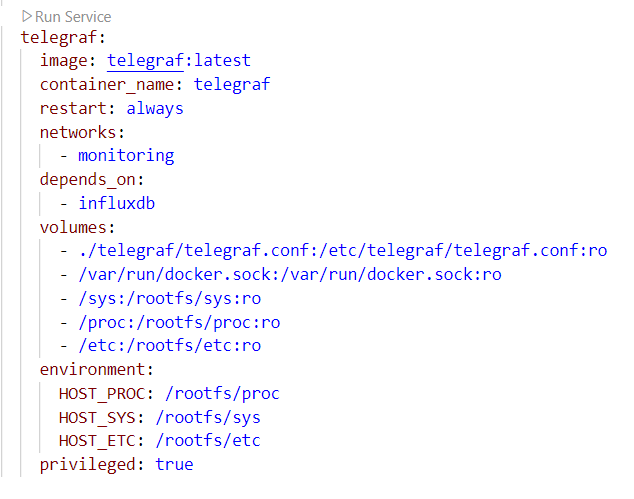 Run Service
telegraf:
  image: telegraf:latest
  container_name: telegraf
  restart: always
  networks:
    - monitoring
  depends_on:
    - influxdb
  volumes:
    - ./telegraf/telegraf.conf:/etc/telegraf/telegraf.conf:ro
    - /var/run/docker.sock:/var/run/docker.sock:ro
    - /sys:/rootfs/sys:ro
    - /proc:/rootfs/proc:ro
    - /etc:/rootfs/etc:ro
  environment:
    HOST_PROC: /rootfs/proc
    HOST_SYS: /rootfs/sys
    HOST_ETC: /rootfs/etc
  privileged: true